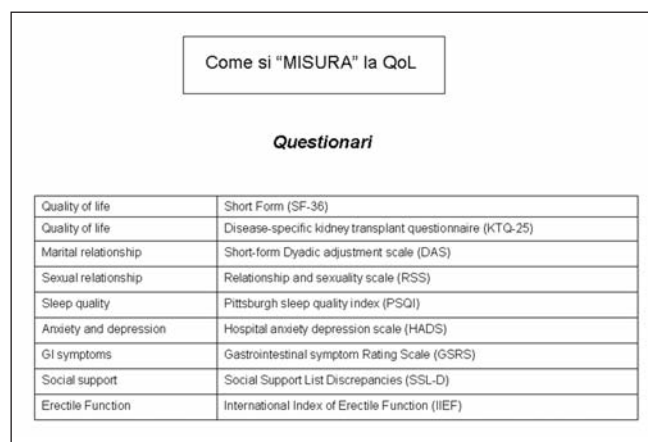 Come si “MISURA” la QoL
Questionari
Quality of life Short Form (SF-36)
Quality of life Disease-specific kidney transplant questionnaire (KTQ-25)
Marital relationship Short-form Dyadic adjustment scale (DAS)
Sexual relationship Relationship and sexuality scale (RSS)
Sleep quality Pittsburgh sleep quality index (PSQI)
Anxiety and depression Hospital anxiety depression scale (HADS)
GI symptoms Gastrointestinal symptom Rating Scale (GSRS)
Social support Social Support List Discrepancies (SSL-D)
Erectile Function International Index of Erectile Function (IIEF)